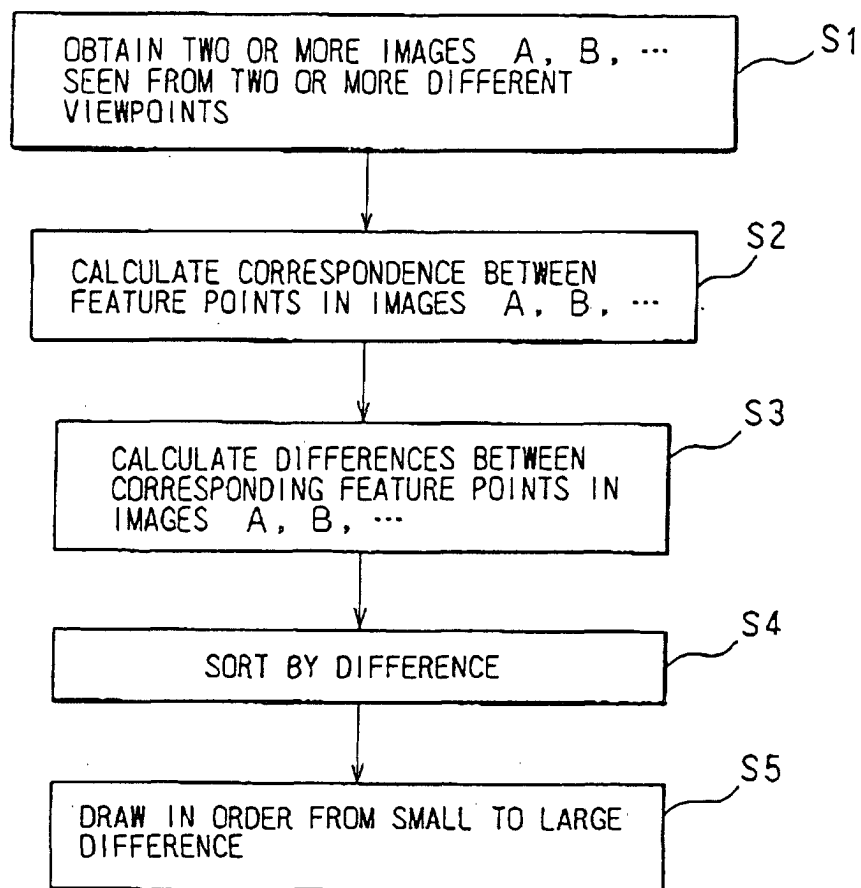 OBTAIN TWO OR MORE IMAGES A, B, ...
SEEN FROM TWO OR MORE DIFFERENT
VIEWPOINTS
S1
CALCULATE CORRESPONDENCE BETWEEN
FEATURE POINTS IN IMAGES A, B, ...
S2
CALCULATE DIFFERENCES BETWEEN
CORRESPONDING FEATURE POINTS IN
IMAGES A, B, ...
S3
SORT BY DIFFERENCE
S4
DRAW IN ORDER FROM SMALL TO LARGE
DIFFERENCE
S5